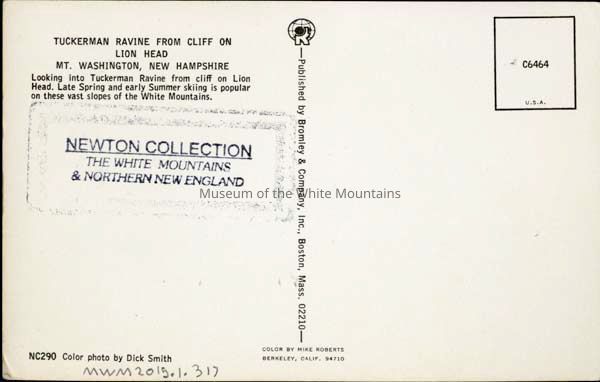 TUCKERMAN RAVINE FROM CLIFF ON
LION HEAD
MT. WASHINGTON, NEW HAMPSHIRE
Looking into Tuckerman Ravine from cliff on Lion
Head. Late Spring and early Summer skiing is popular
on these vast slopes of the White Mountains.
NEWTON COLLECTION
THE WHITE MOUNTAINS
& NORTHERN NEW ENGLAND
Museum of the White Mountains
—Published by Bromley & Company, Inc., Boston, Mass. 02210—
C6464
U.S.A.
COLOR BY MIKE ROBERTS
BERKELEY, CALIF. 94710
NC290 Color photo by Dick Smith
MWM2019.1.317